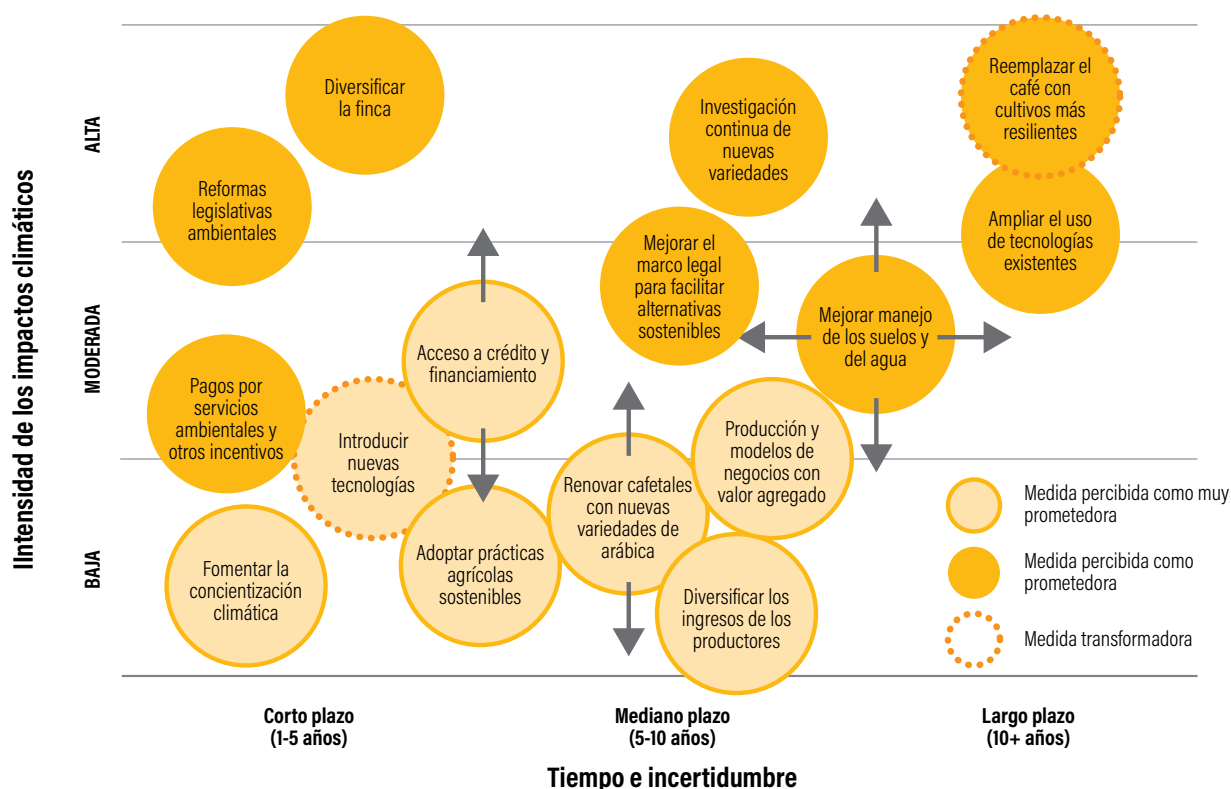 IIntensidad de los impactos climáticos
ALTA
MODERADA
BAJA
Diversificar
la finca
Reformas
legislativas
ambientales
Investigación
continua de
nuevas
variedades
Reemplazar el
café con
cultivos más
resilientes
Ampliar el uso
de tecnologías
existentes
Mejorar el
marco legal
para facilitar
alternativas
sostenibles
Mejorar manejo
de los suelos y
del agua
Acceso a crédito y
financiamiento
Pagos por
servicios
ambientales y
otros incentivos
Introducir
nuevas
tecnologías
Producción y
modelos de
negocios con
valor agregado
Renovar cafetales
con nuevas
variedades de
arábica
Adoptar prácticas
agrícolas
sostenibles
Fomentar la
concientización
climática
Diversificar los
ingresos de los
productores
Medida percibida como muy
prometedora
Medida percibida como
prometedora
Medida transformadora
Corto plazo
(1-5 años)
Mediano plazo
(5-10 años)
Largo plazo
(10+ años)
Tiempo e incertidumbre